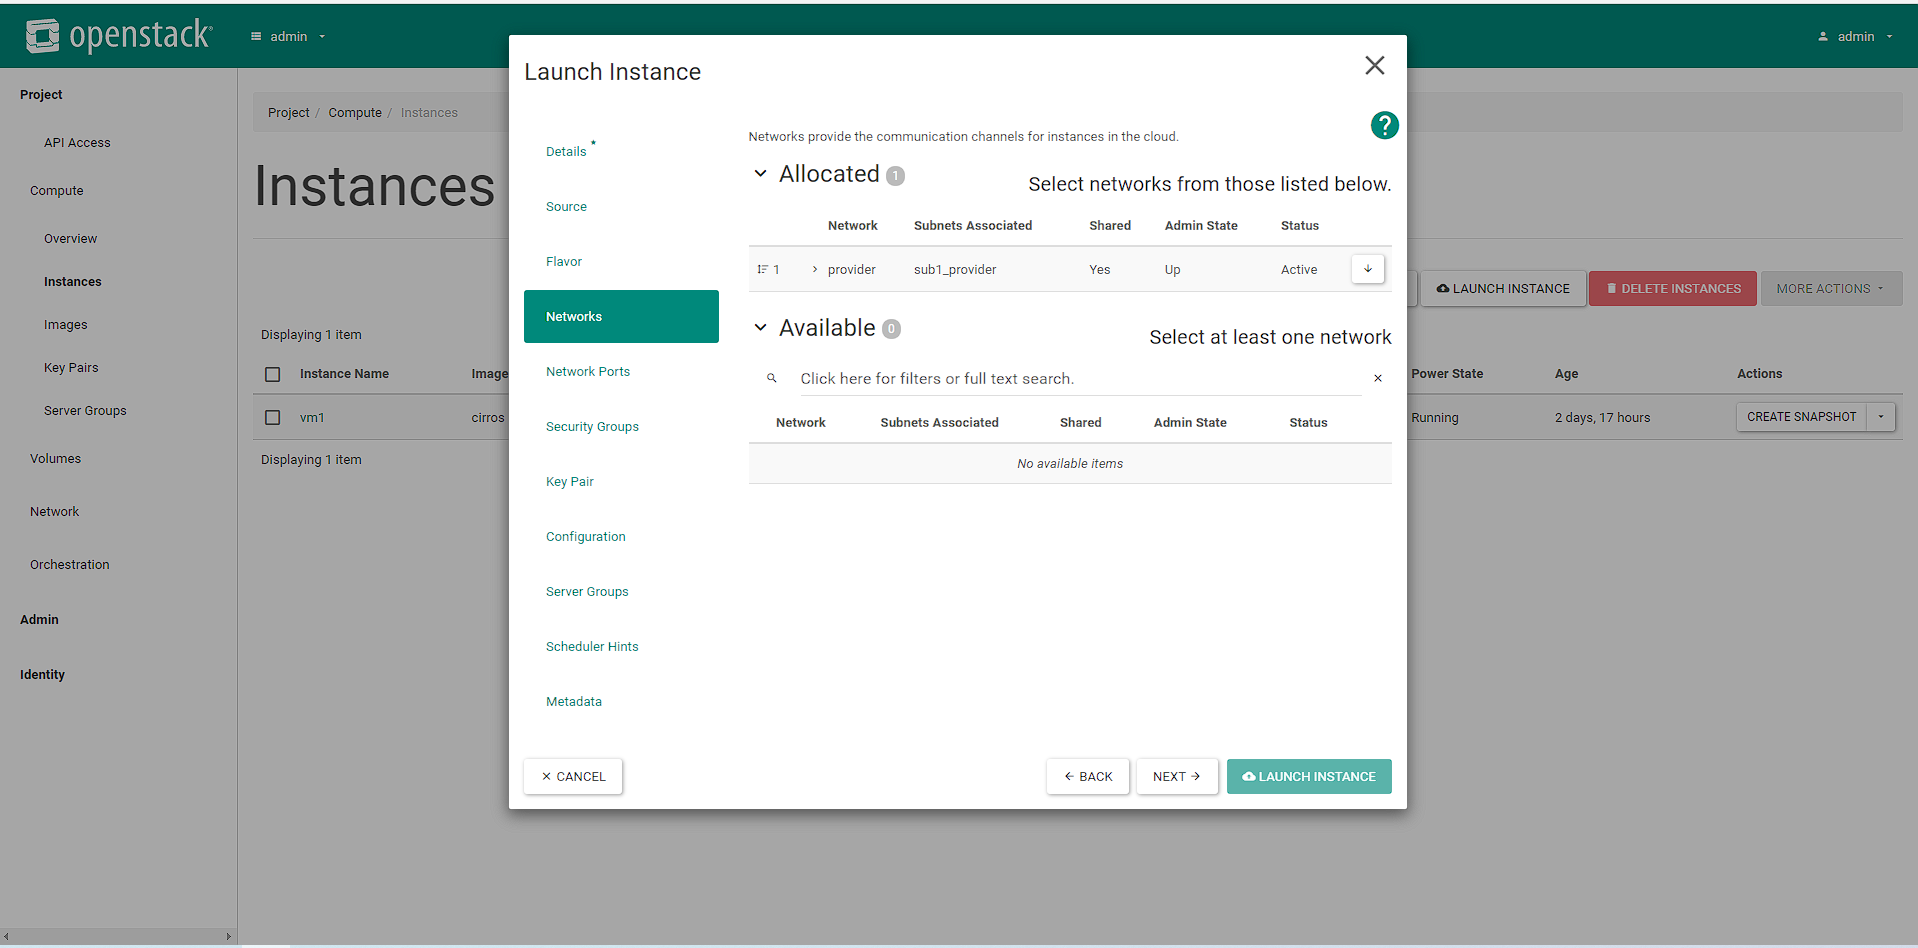 openstack
admin
admin
Project
API Access
Compute
Overview
Instances
Images
Key Pairs
Server Groups
Volumes
Network
Orchestration
Admin
Identity
Project / Compute / Instances
Instances
LAUNCH INSTANCE
DELETE INSTANCES
MORE ACTIONS
Displaying 1 item
Instance Name Image Power State Age Actions
vm1 cirros Running 2 days, 17 hours CREATE SNAPSHOT
Displaying 1 item
Launch Instance
Details *
Source
Flavor
Networks
Network Ports
Security Groups
Key Pair
Configuration
Server Groups
Scheduler Hints
Metadata
?
Networks provide the communication channels for instances in the cloud.
Allocated 1
Select networks from those listed below.
Network Subnets Associated Shared Admin State Status
1 provider sub1_provider Yes Up Active
Available 0
Select at least one network
Click here for filters or full text search.
Network Subnets Associated Shared Admin State Status
No available items
CANCEL
BACK
NEXT
LAUNCH INSTANCE